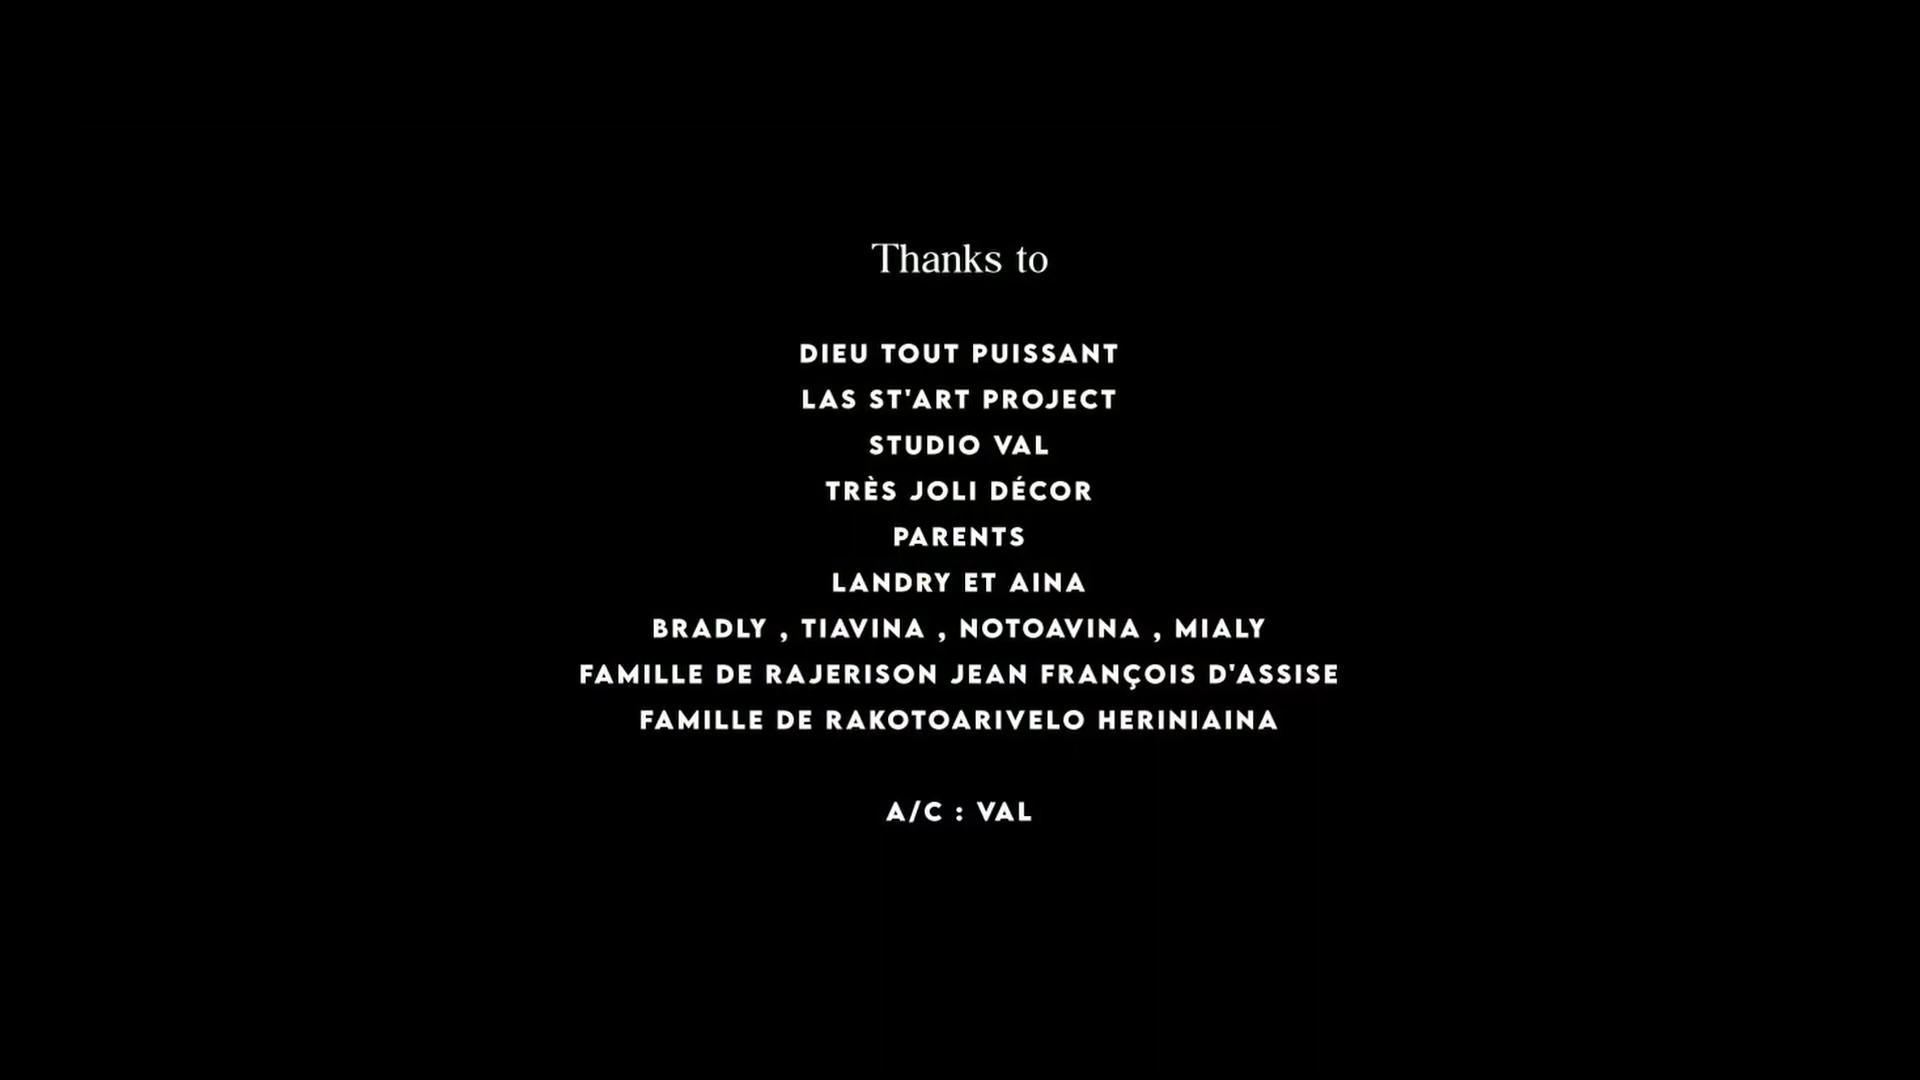 Thanks to
DIEU TOUT PUISSANT
LAS ST'ART PROJECT
STUDIO VAL
TRÈS JOLI DÉCOR
PARENTS
LANDRY ET AINA
BRADLY , TIAVINA , NOTOAVINA , MIALY
FAMILLE DE RAJERISON JEAN FRANÇOIS D'ASSISE
FAMILLE DE RAKOTOARIVELO HERINIAINA
A/C : VAL